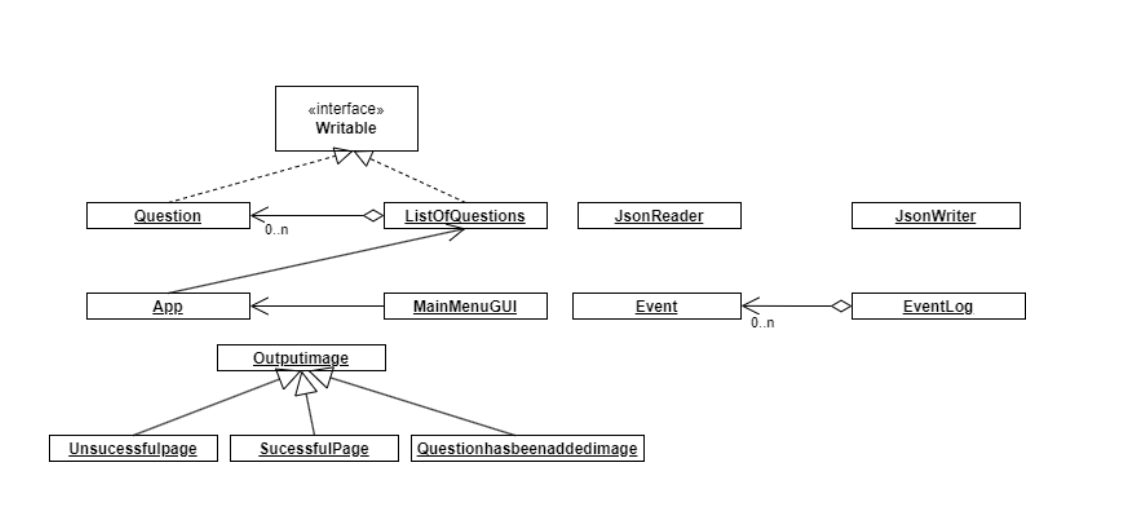 «interface»
Writable
Question
ListOfQuestions
JsonReader
JsonWriter
0..n
App
MainMenuGUI
Event
EventLog
0..n
Outputimage
Unsucessfulpage
SucessfulPage
Questionhasbeenaddedimage